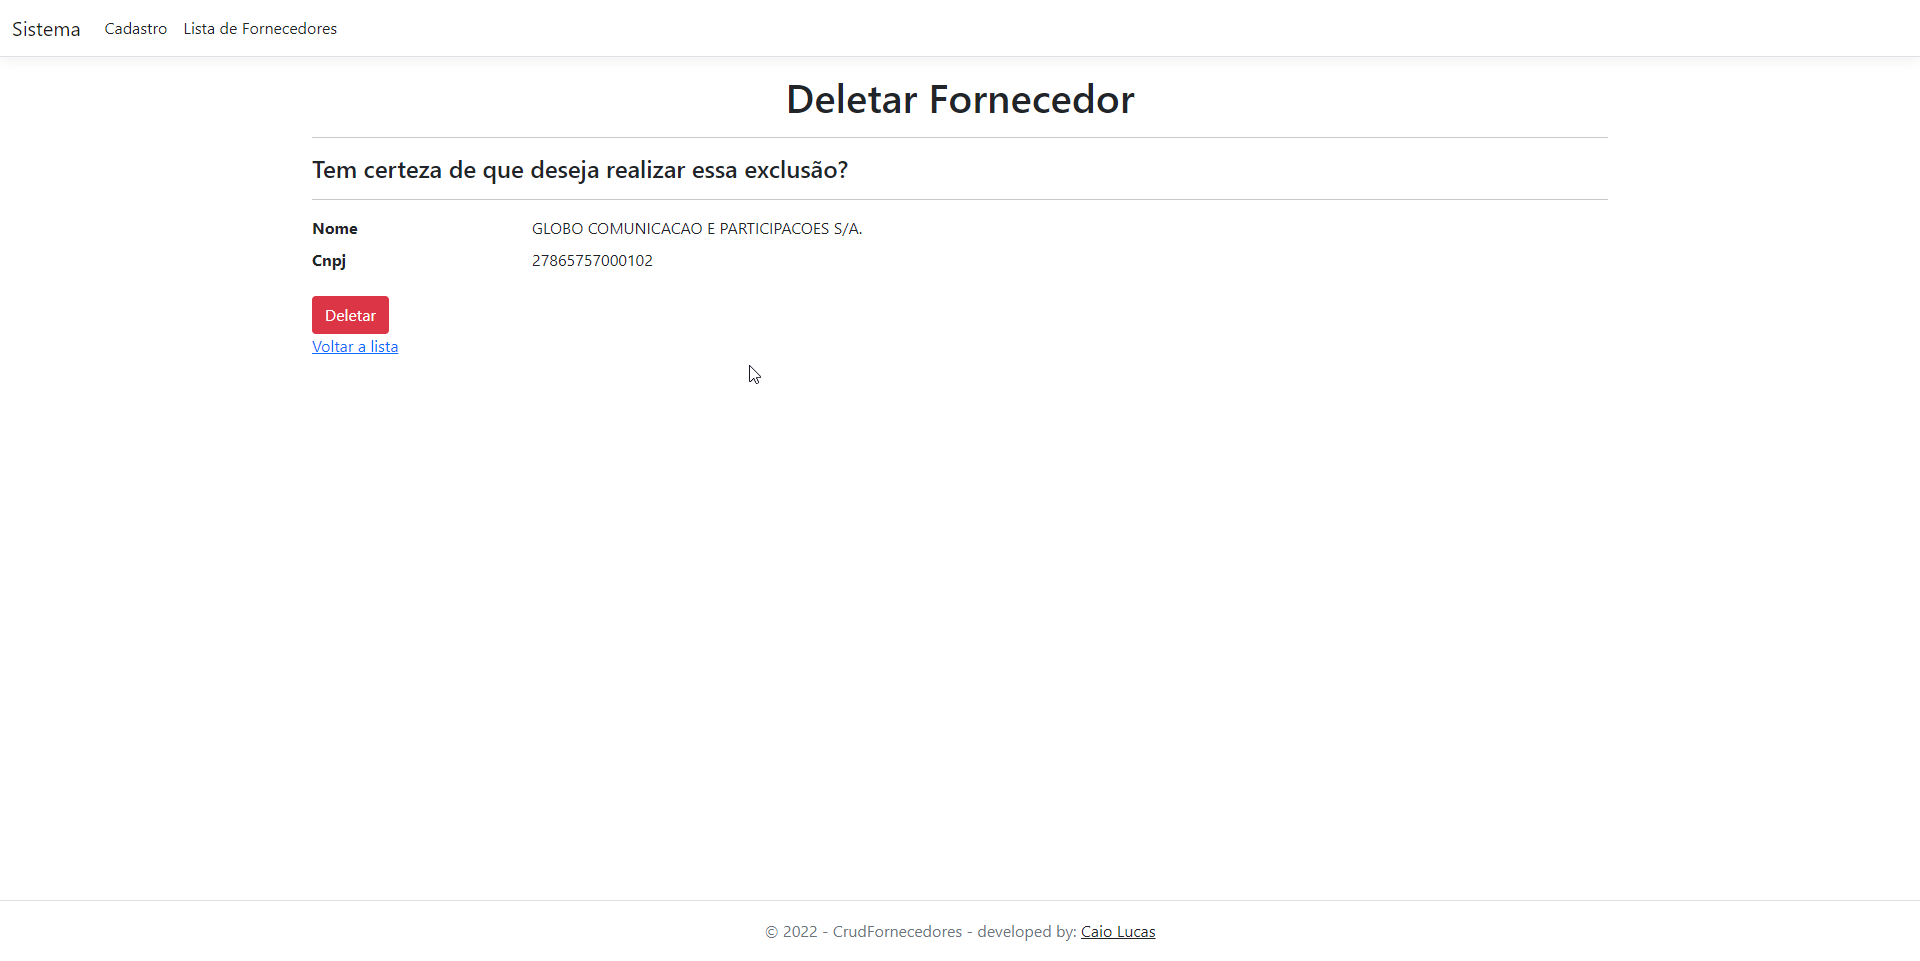 Sistema Cadastro Lista de Fornecedores
Deletar Fornecedor
Tem certeza de que deseja realizar essa exclusão?
Nome GLOBO COMUNICACAO E PARTICIPACOES S/A.
Cnpj 27865757000102
Deletar
Voltar a lista
© 2022 - CrudFornecedores - developed by: Caio Lucas